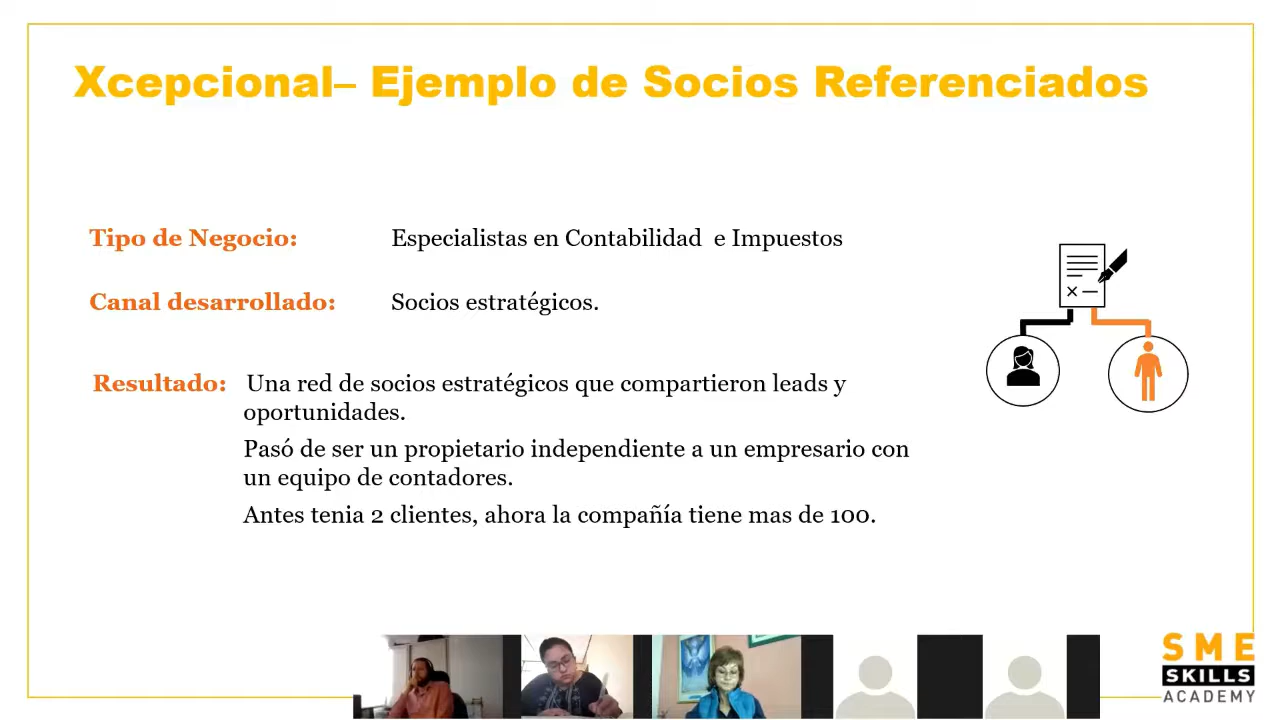 Xcepcional– Ejemplo de Socios Referenciados
Tipo de Negocio: Especialistas en Contabilidad e Impuestos
Canal desarrollado: Socios estratégicos.
Resultado: Una red de socios estratégicos que compartieron leads y
oportunidades.
Pasó de ser un propietario independiente a un empresario con
un equipo de contadores.
Antes tenia 2 clientes, ahora la compañía tiene mas de 100.
SME
SKILLS
ACADEMY